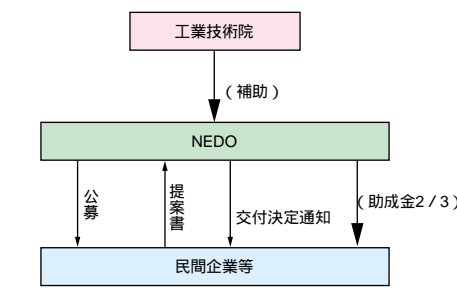 工業技術院
(補助)
NEDO
公募
提案書
交付決定通知
(助成金2/3)
民間企業等